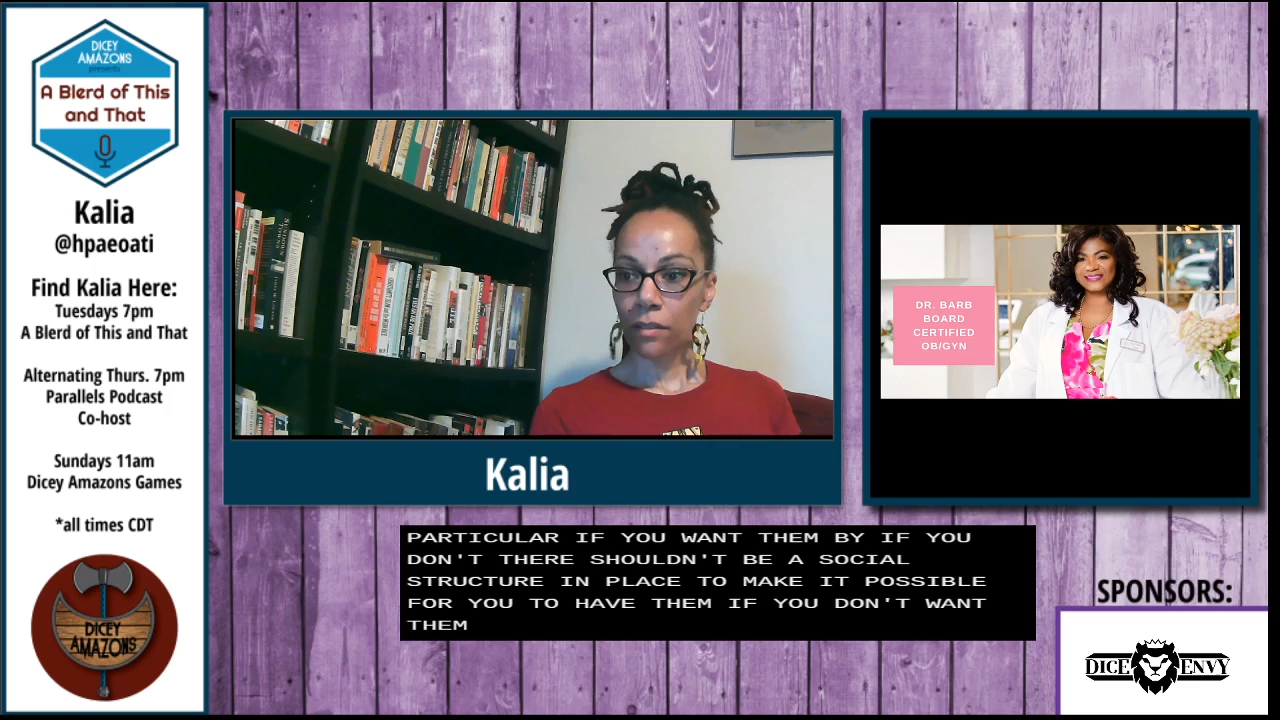 DICEY
AMAZONS
presents
A Blerd of This
and That
Kalia
@hpaeoati
Find Kalia Here:
Tuesdays 7pm
A Blerd of This and That
Alternating Thurs. 7pm
Parallels Podcast
Co-host
Sundays 11am
Dicey Amazons Games
*all times CDT
DICEY
AMAZONS
Kalia
DR. BARB
BOARD
CERTIFIED
OB/GYN
PARTICULAR IF YOU WANT THEM BY IF YOU
DON'T THERE SHOULDN'T BE A SOCIAL
STRUCTURE IN PLACE TO MAKE IT POSSIBLE
FOR YOU TO HAVE THEM IF YOU DON'T WANT
THEM
SPONSORS:
DICE ENVY